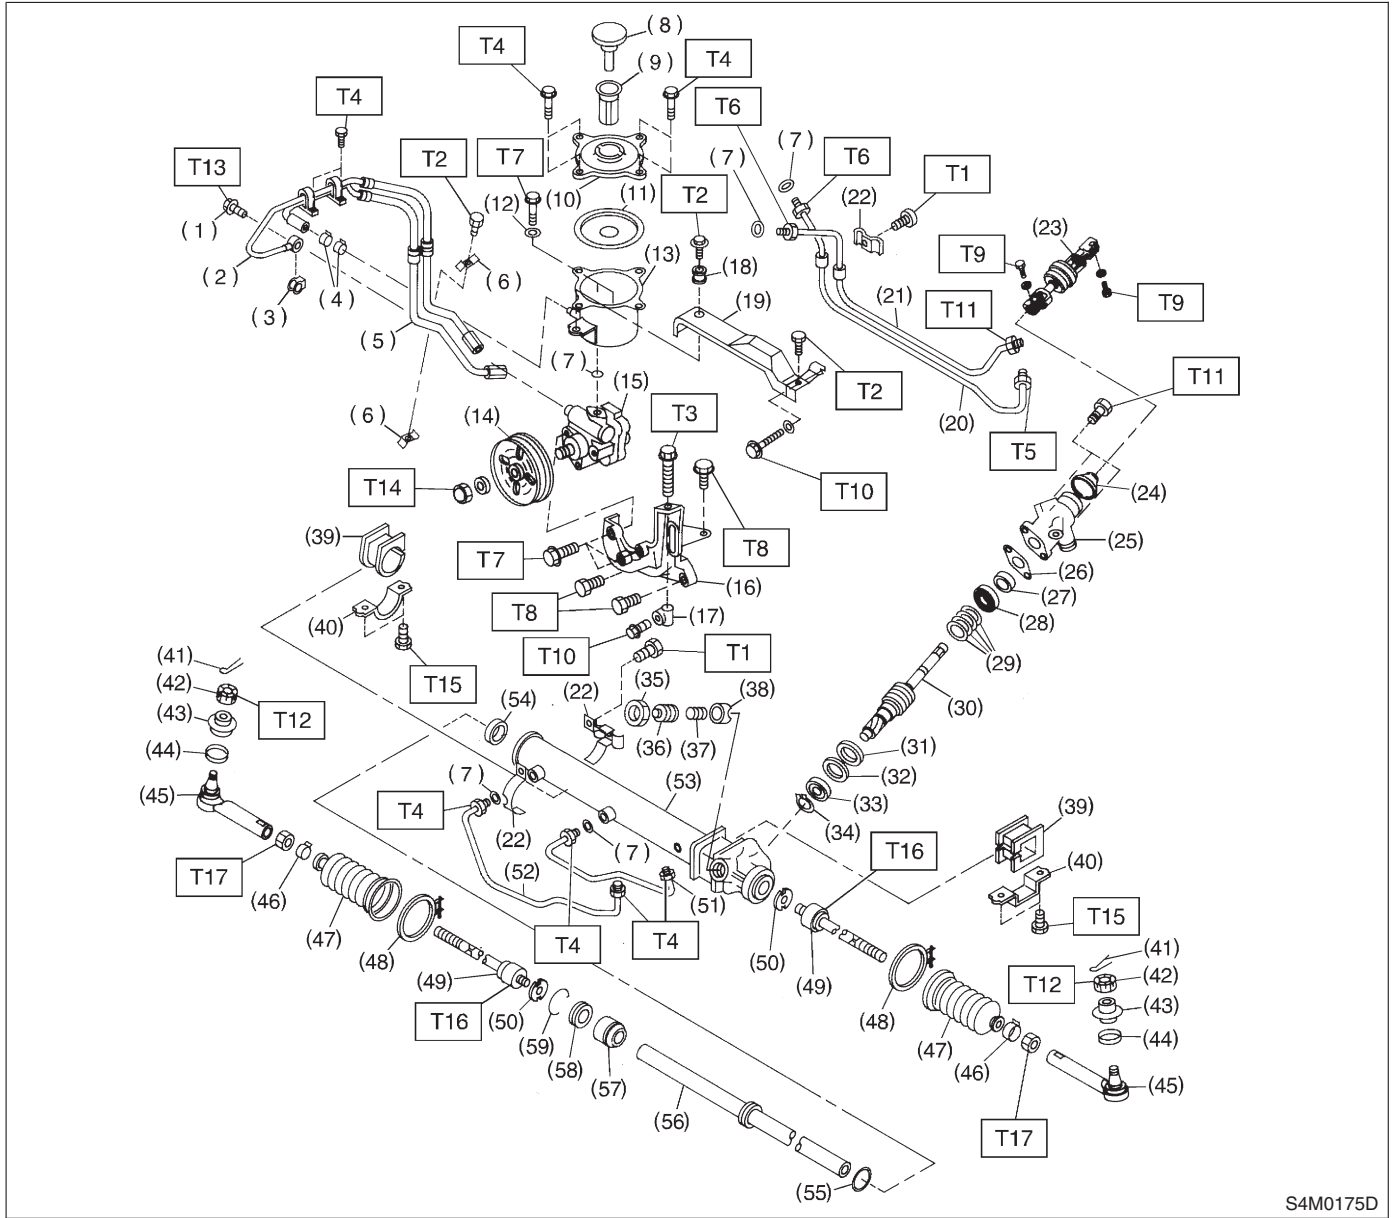 ( 8 )
T4
( 9 )
T4
T4
T6
( 7 )
T13
T2
T7
( 7 )
T6
T1
(10)
(11)
T2
(22)
(12)
( 1 )
(23)
( 2 )
( 6 )
(13)
(18)
T9
( 3 )
( 4 )
(19)
(21)
T9
( 5 )
T11
( 7 )
(15)
T2
T11
( 6 )
(14)
T3
(20)
T5
T14
T10
(24)
(39)
T7
T8
(25)
(16)
(26)
(27)
(40)
T8
(17)
(28)
T10
T1
(29)
(41)
T15
(35)
(38)
(42)
T12
(54)
(22)
(30)
(43)
(36)
(37)
(44)
(31)
( 7 )
(53)
(32)
(45)
T4
(33)
(39)
(22)
(34)
( 7 )
T16
(40)
T17
(52)
(51)
(46)
(47)
T4
T4
(50)
T15
(41)
(48)
(49)
(49)
T12
(42)
T16
(50)
(48)
(43)
(59)
(47)
(44)
(58)
(46)
(57)
(45)
(56)
T17
(55)
S4M0175D